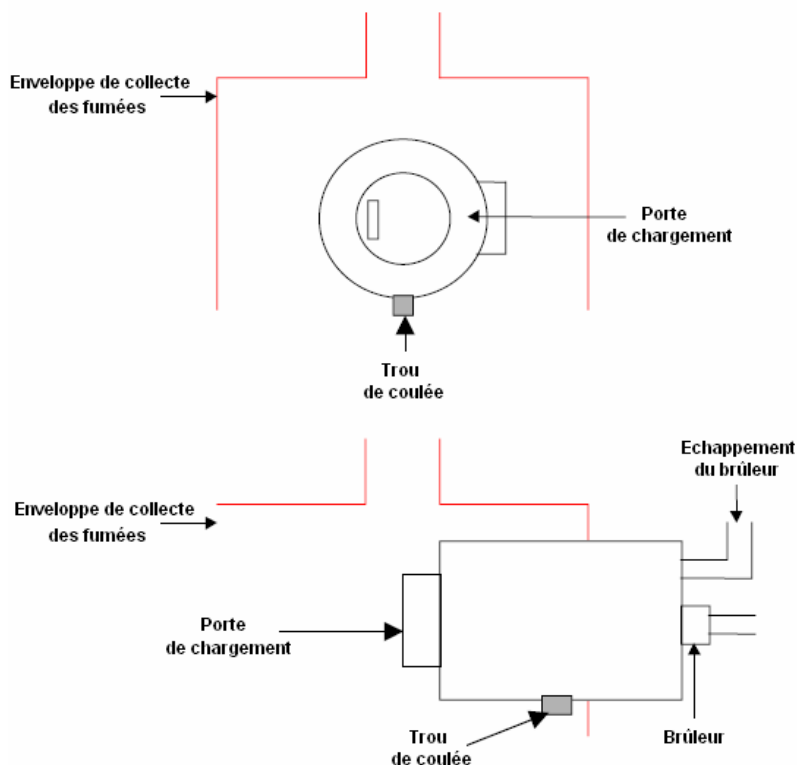 Enveloppe de collecte
des fumées
Porte
de chargement
Trou
de coulée
Echappement
du brûleur
Enveloppe de collecte
des fumées
Porte
de chargement
Trou
de coulée
Brûleur